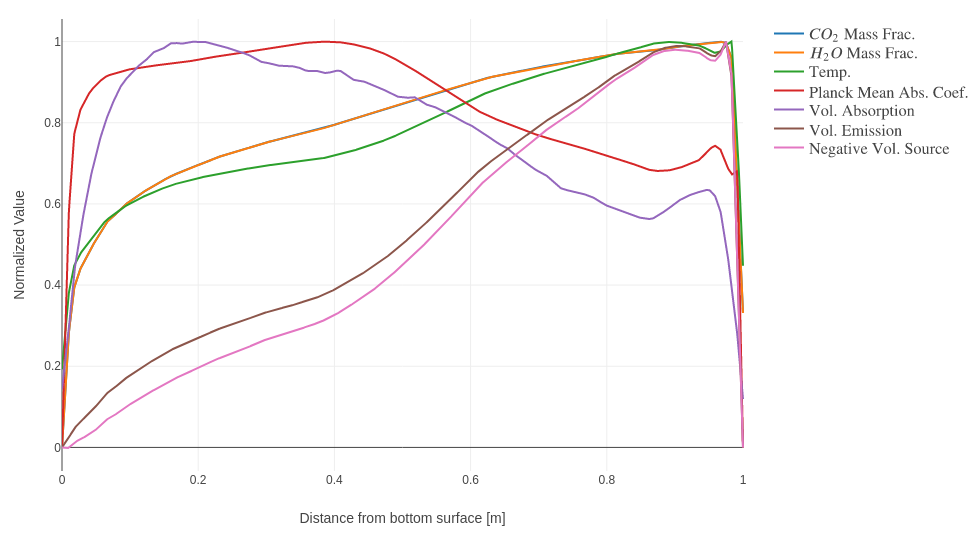 1
0.8
0.6
0.4
0.2
0
0
0.2
0.4
0.6
0.8
1
Normalized Value
Distance from bottom surface [m]
CO₂ Mass Frac.
H₂O Mass Frac.
Temp.
Planck Mean Abs. Coef.
Vol. Absorption
Vol. Emission
Negative Vol. Source